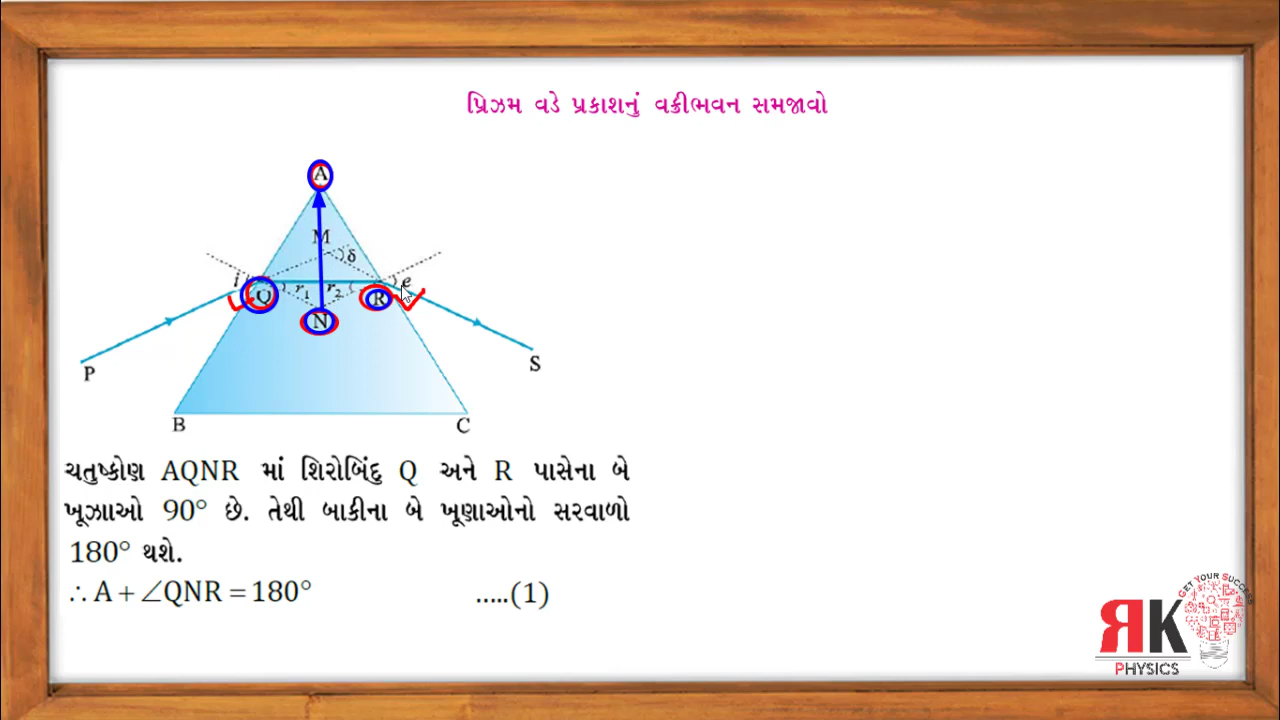 પ્રિઝમ વડે પ્રકાશનું વક્રીભવન સમજાવો
A
M
δ
i
e
Q
r1
r2
R
N
P
S
B
C
ચતુષ્કોણ AQNR માં શિરોબિંદુ Q અને R પાસેના બે
ખૂઝાાઓ 90° છે. તેથી બાકીના બે ખૂણાઓનો સરવાળો
180° થશે.
∴ A + ∠QNR = 180° .....(1)
GET YOUR SUCCESS
RK
PHYSICS